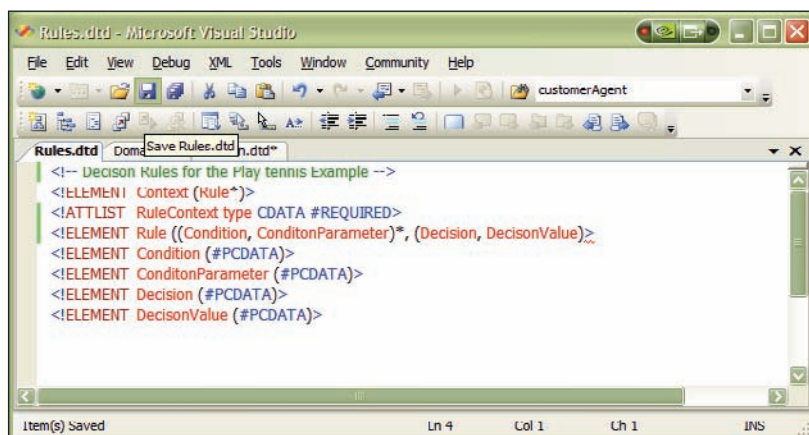 Rules.dtd - Microsoft Visual Studio
File Edit View Debug XML Tools Window Community Help
customerAgent
Rules.dtd Doma Save Rules.dtd n.dtd*
<!-- Decison Rules for the Play tennis Example -->
<!ELEMENT Context (Rule*)>
<!ATTLIST RuleContext type CDATA #REQUIRED>
<!ELEMENT Rule ((Condition, ConditonParameter)*, (Decision, DecisonValue)>
<!ELEMENT Condition (#PCDATA)>
<!ELEMENT ConditonParameter (#PCDATA)>
<!ELEMENT Decision (#PCDATA)>
<!ELEMENT DecisonValue (#PCDATA)>
Item(s) Saved Ln 4 Col 1 Ch 1 INS